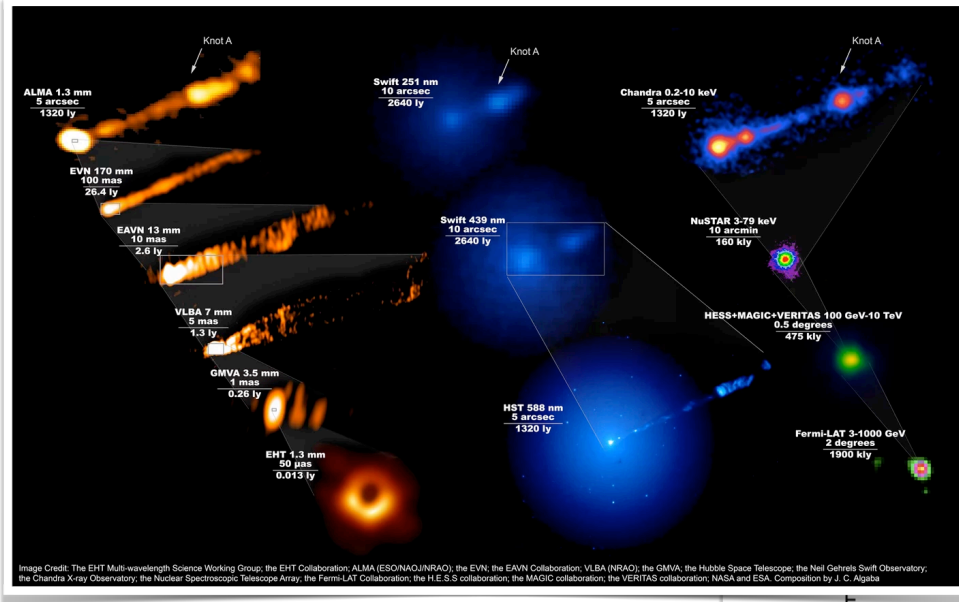 Knot A
ALMA 1.3 mm
5 arcsec
1320 ly
EVN 170 mm
100 mas
26.4 ly
EAVN 13 mm
10 mas
2.6 ly
VLBA 7 mm
5 mas
1.3 ly
GMVA 3.5 mm
1 mas
0.26 ly
EHT 1.3 mm
50 µas
0.013 ly
Knot A
Swift 251 nm
10 arcsec
2640 ly
Swift 439 nm
10 arcsec
2640 ly
HST 588 nm
5 arcsec
1320 ly
Knot A
Chandra 0.2-10 keV
5 arcsec
1320 ly
NuSTAR 3-79 keV
10 arcmin
160 kly
HESS+MAGIC+VERITAS 100 GeV-10 TeV
0.5 degrees
475 kly
Fermi-LAT 3-1000 GeV
2 degrees
1900 kly
Image Credit: The EHT Multi-wavelength Science Working Group; the EHT Collaboration; ALMA (ESO/NAOJ/NRAO); the EVN; the EAVN Collaboration; VLBA (NRAO); the GMVA; the Hubble Space Telescope; the Neil Gehrels Swift Observatory;
the Chandra X-ray Observatory; the Nuclear Spectroscopic Telescope Array; the Fermi-LAT Collaboration; the H.E.S.S collaboration; the MAGIC collaboration; the VERITAS collaboration; NASA and ESA. Composition by J. C. Algaba